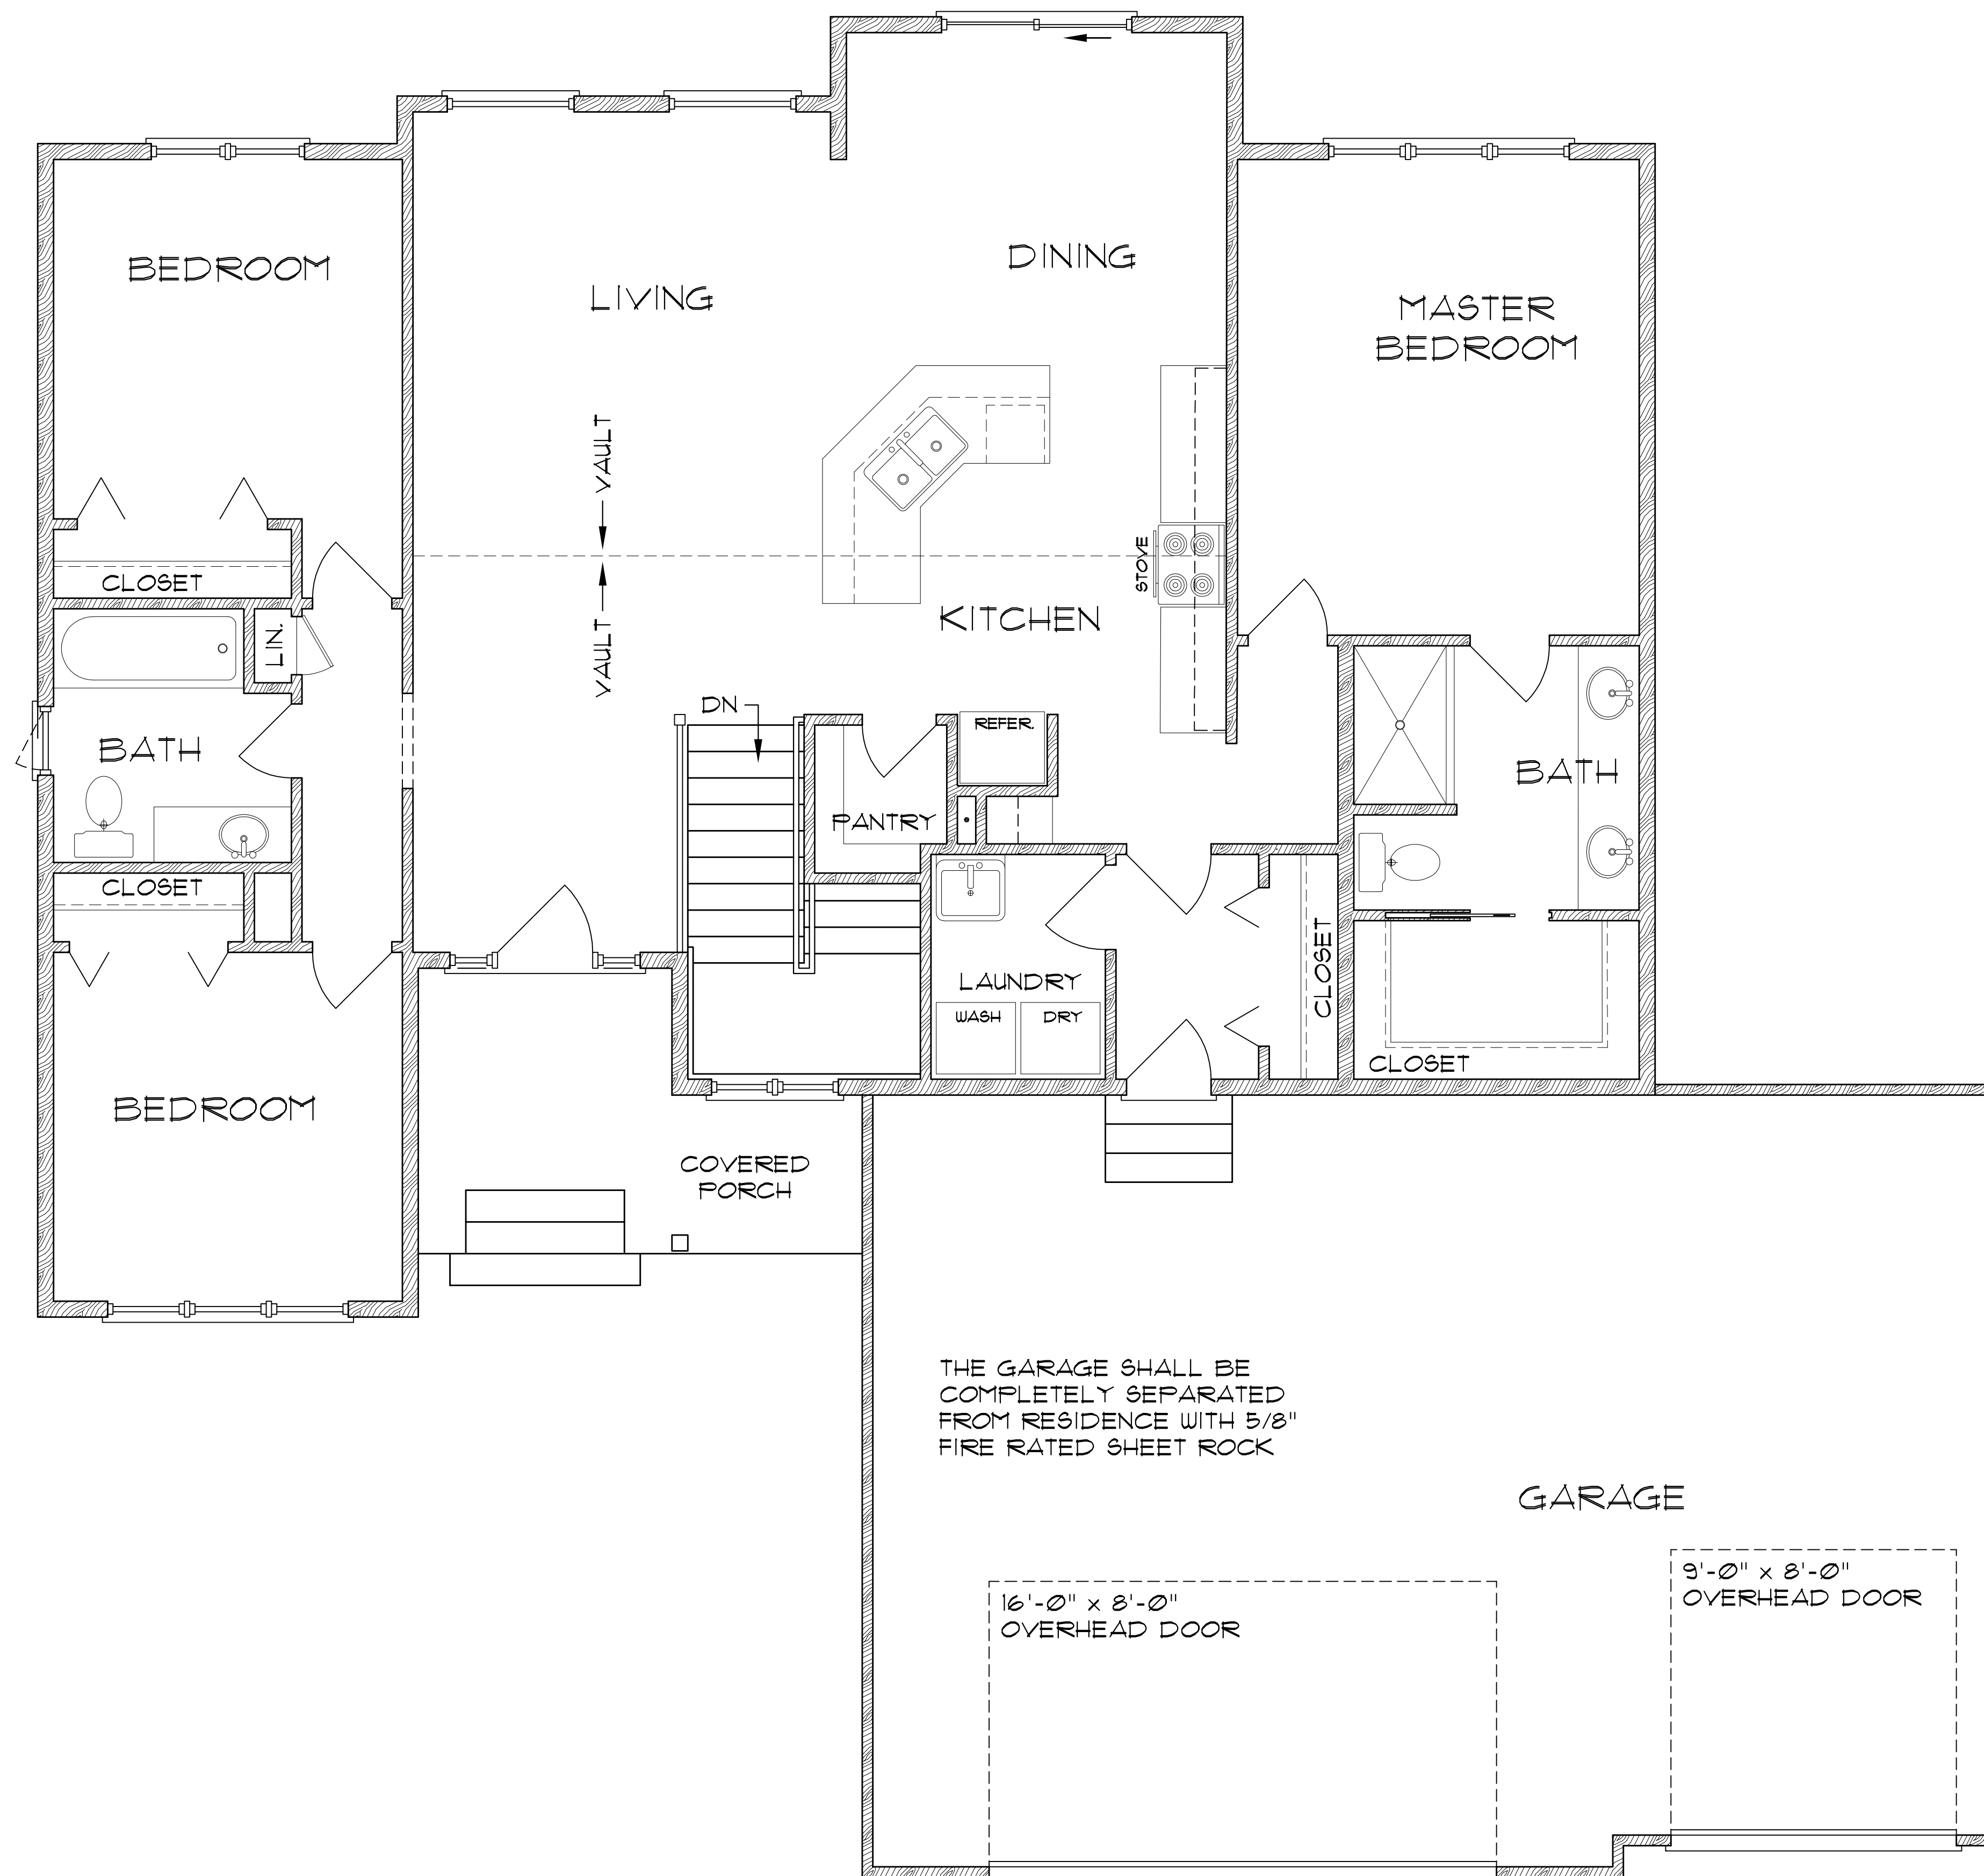 BEDROOM
LIVING
DINING
MASTER
BEDROOM
VAULT
VAULT
STOVE
KITCHEN
CLOSET
LIN.
BATH
DN
REFER.
PANTRY
BATH
CLOSET
LAUNDRY
WASH
DRY
CLOSET
CLOSET
BEDROOM
COVERED
PORCH
THE GARAGE SHALL BE
COMPLETELY SEPARATED
FROM RESIDENCE WITH 5/8"
FIRE RATED SHEET ROCK
GARAGE
16'-0" x 8'-0"
OVERHEAD DOOR
9'-0" x 8'-0"
OVERHEAD DOOR